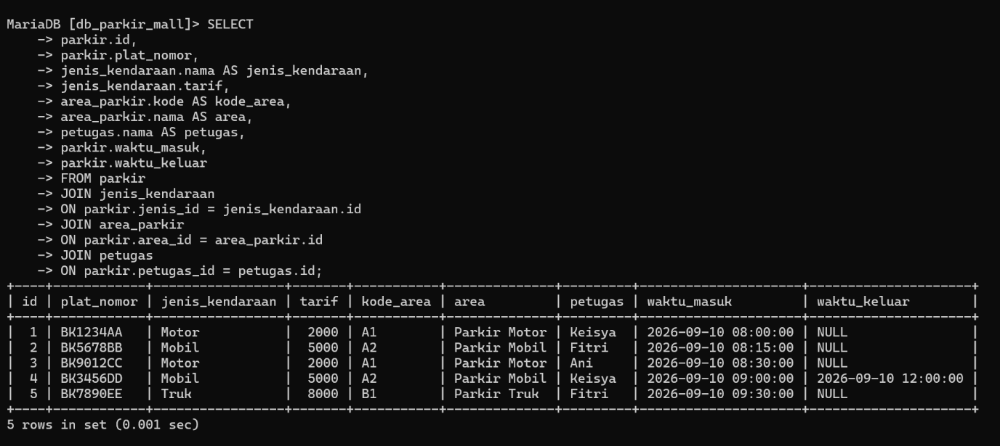 MariaDB [db_parkir_mall]> SELECT
    -> parkir.id,
    -> parkir.plat_nomor,
    -> jenis_kendaraan.nama AS jenis_kendaraan,
    -> jenis_kendaraan.tarif,
    -> area_parkir.kode AS kode_area,
    -> area_parkir.nama AS area,
    -> petugas.nama AS petugas,
    -> parkir.waktu_masuk,
    -> parkir.waktu_keluar
    -> FROM parkir
    -> JOIN jenis_kendaraan
    -> ON parkir.jenis_id = jenis_kendaraan.id
    -> JOIN area_parkir
    -> ON parkir.area_id = area_parkir.id
    -> JOIN petugas
    -> ON parkir.petugas_id = petugas.id;
+----+------------+-----------------+-------+-----------+--------------+---------+---------------------+---------------------+
| id | plat_nomor | jenis_kendaraan | tarif | kode_area | area         | petugas | waktu_masuk         | waktu_keluar        |
+----+------------+-----------------+-------+-----------+--------------+---------+---------------------+---------------------+
|  1 | BK1234AA   | Motor           |  2000 | A1        | Parkir Motor | Keisya  | 2026-09-10 08:00:00 | NULL                |
|  2 | BK5678BB   | Mobil           |  5000 | A2        | Parkir Mobil | Fitri   | 2026-09-10 08:15:00 | NULL                |
|  3 | BK9012CC   | Motor           |  2000 | A1        | Parkir Motor | Ani     | 2026-09-10 08:30:00 | NULL                |
|  4 | BK3456DD   | Mobil           |  5000 | A2        | Parkir Mobil | Keisya  | 2026-09-10 09:00:00 | 2026-09-10 12:00:00 |
|  5 | BK7890EE   | Truk            |  8000 | B1        | Parkir Truk  | Fitri   | 2026-09-10 09:30:00 | NULL                |
+----+------------+-----------------+-------+-----------+--------------+---------+---------------------+---------------------+
5 rows in set (0.001 sec)